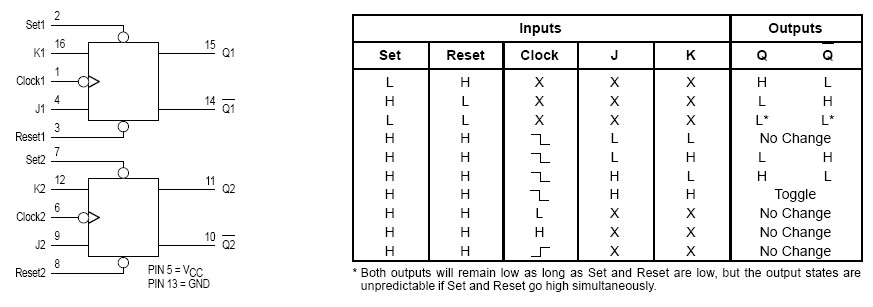 Set1 2
K1 16
15 Q1
Clock1 1
J1 4
14 Q1
Reset1 3
Set2 7
K2 12
11 Q2
Clock2 6
J2 9
10 Q2
Reset2 8
PIN 5 = VCC
PIN 13 = GND
Inputs Outputs
Set Reset Clock J K Q Q
L H X X X H L
H L X X X L H
L L X X X L* L*
H H L L No Change
H H L H L H
H H H L H L
H H H H Toggle
H H L X X No Change
H H H X X No Change
H H X X No Change
* Both outputs will remain low as long as Set and Reset are low, but the output states are
unpredictable if Set and Reset go high simultaneously.